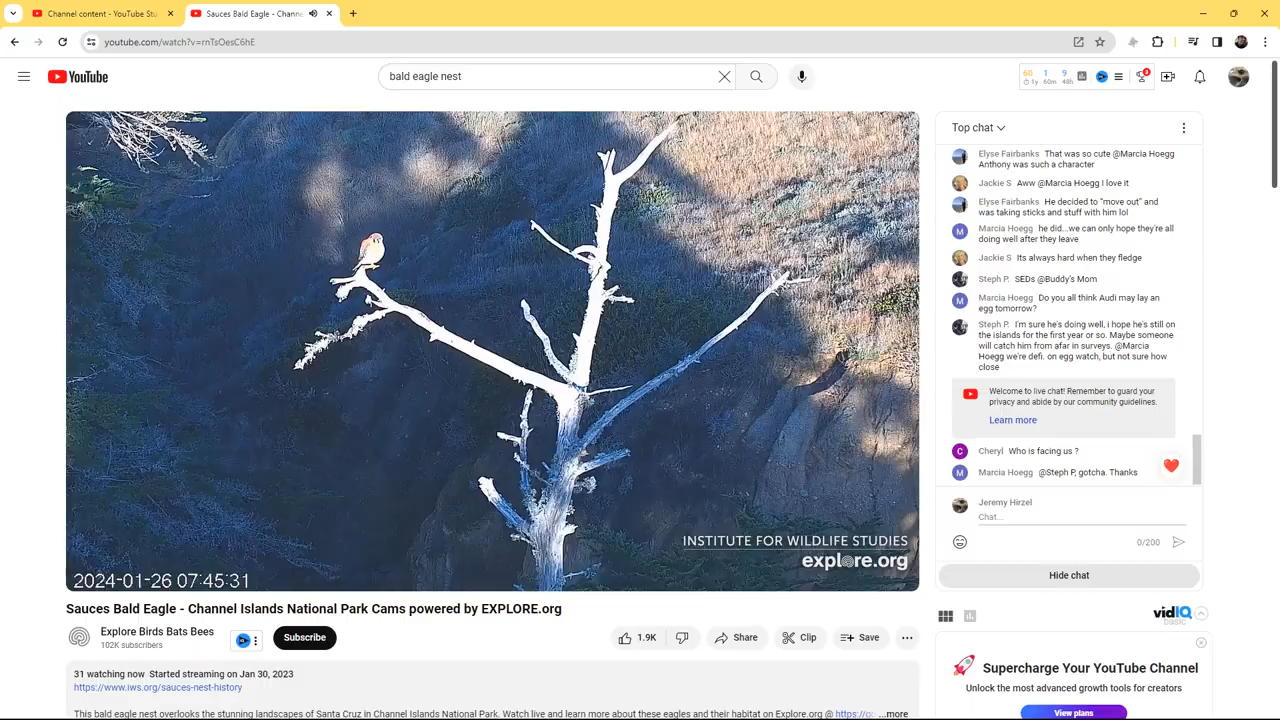 Channel content - YouTube Stu
Sauces Bald Eagle - Channe
youtube.com/watch?v=rnTsOesC6hE
YouTube
bald eagle nest
60 1 9
1y 60m 48h
Top chat
Elyse Fairbanks That was so cute @Marcia Hoegg
Anthony was such a character
Jackie S Aww @Marcia Hoegg I love it
Elyse Fairbanks He decided to "move out" and
was taking sticks and stuff with him lol
Marcia Hoegg he did...we can only hope they're all
doing well after they leave
Jackie S Its always hard when they fledge
Steph P. SEDs @Buddy's Mom
Marcia Hoegg Do you all think Audi may lay an
egg tomorrow?
Steph P. I'm sure he's doing well, i hope he's still on
the islands for the first year or so. Maybe someone
will catch him from afar in surveys. @Marcia
Hoegg we're defi. on egg watch, but not sure how
close
Welcome to live chat! Remember to guard your
privacy and abide by our community guidelines.
Learn more
Cheryl Who is facing us ?
Marcia Hoegg @Steph P, gotcha. Thanks
Jeremy Hirzel
Chat...
0/200
Hide chat
INSTITUTE FOR WILDLIFE STUDIES
explore.org
2024-01-26 07:45:31
Sauces Bald Eagle - Channel Islands National Park Cams powered by EXPLORE.org
Explore Birds Bats Bees
102K subscribers
Subscribe
1.9K
Share
Clip
Save
31 watching now Started streaming on Jan 30, 2023
https://www.iws.org/sauces-nest-history
This bald eagle nest overlooks the stunning landscapes of Santa Cruz in Channel Islands National Park. Watch live and learn more about these eagles and their habitat on Explore.org @ https://go ...more
vidIQ
basic
Supercharge Your YouTube Channel
Unlock the most advanced growth tools for creators
View plans